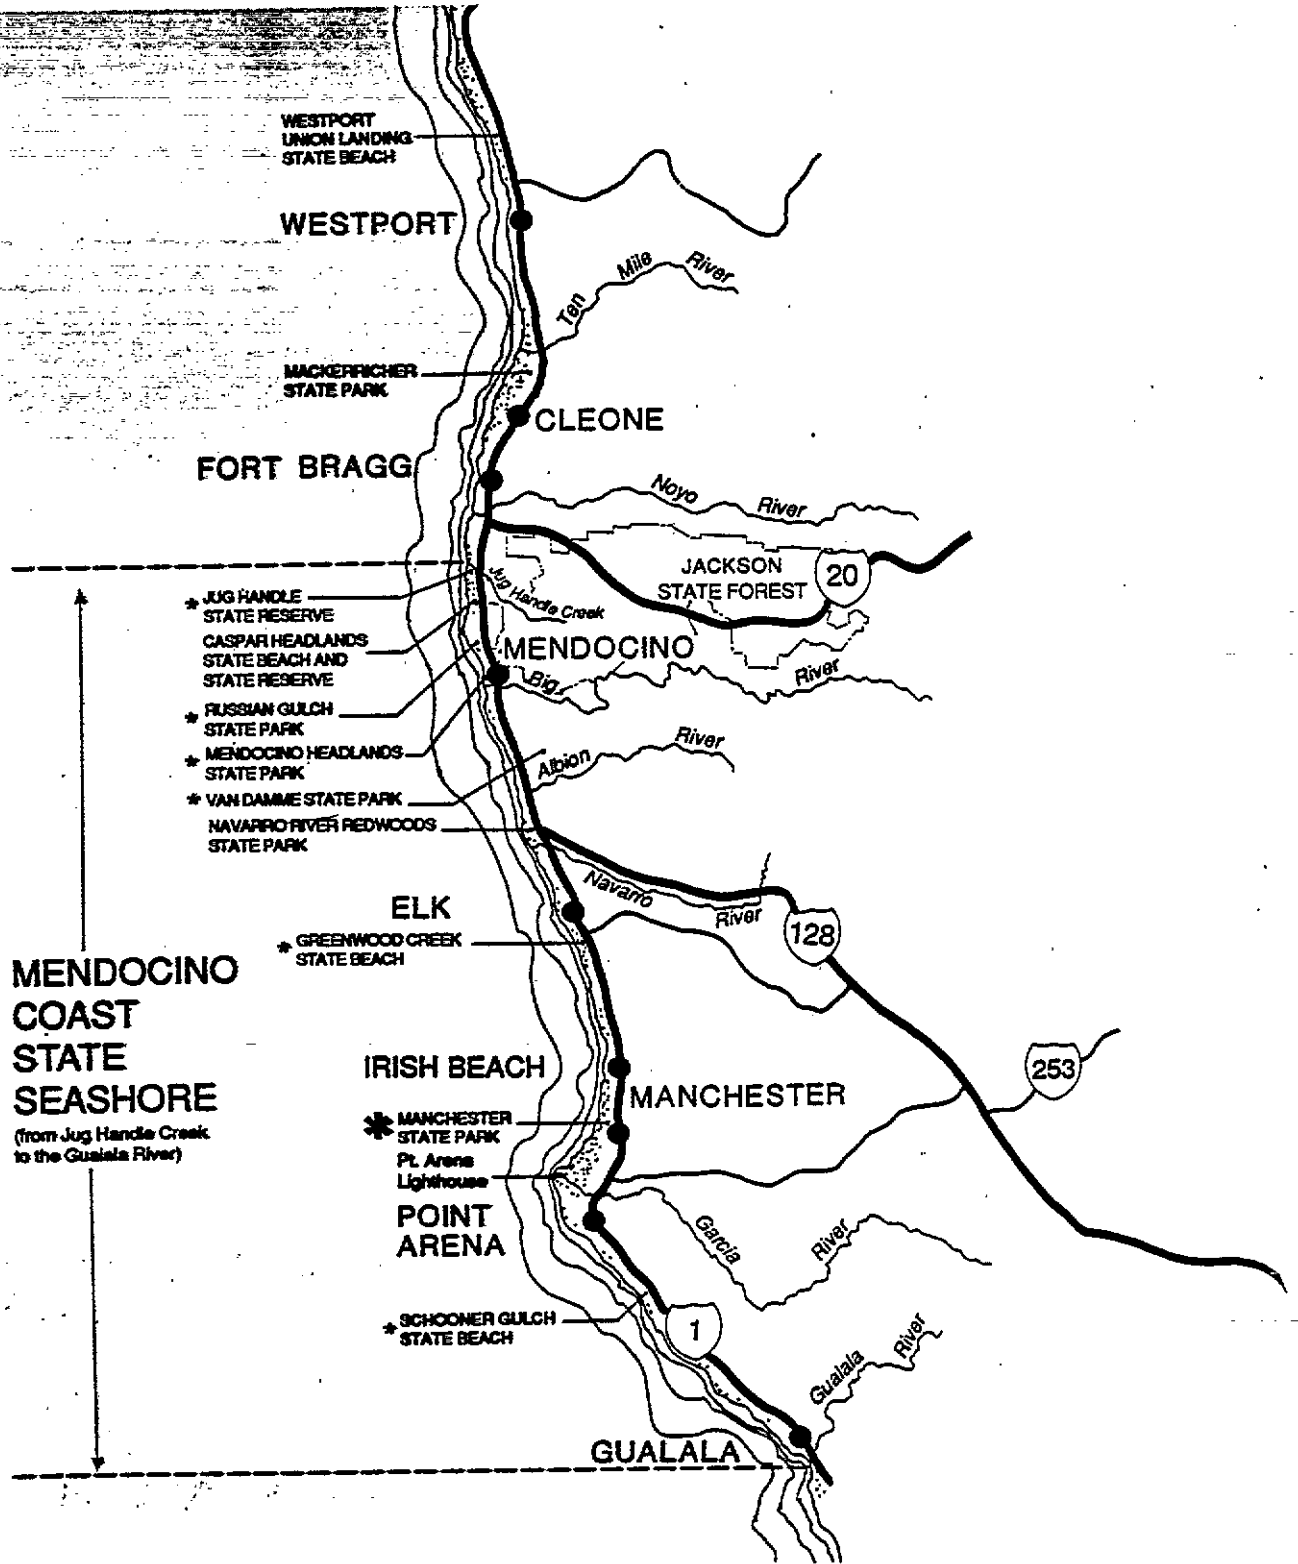 WESTPORT
UNION LANDING
STATE BEACH
WESTPORT
Ten Mile River
MACKERRICHER
STATE PARK
CLEONE
FORT BRAGG
Noyo River
JACKSON
STATE FOREST
20
Jug Handle Creek
* JUG HANDLE
STATE RESERVE
CASPAR HEADLANDS
STATE BEACH AND
STATE RESERVE
MENDOCINO
Big River
* RUSSIAN GULCH
STATE PARK
* MENDOCINO HEADLANDS
STATE PARK
Albion River
* VAN DAMME STATE PARK
NAVARRO RIVER REDWOODS
STATE PARK
Navarro River
ELK
128
* GREENWOOD CREEK
STATE BEACH
MENDOCINO
COAST
STATE
SEASHORE
(from Jug Handle Creek
to the Gualala River)
IRISH BEACH
253
MANCHESTER
* MANCHESTER
STATE PARK
Pt. Arena
Lighthouse
POINT
ARENA
Garcia River
* SCHOONER GULCH
STATE BEACH
1
Gualala River
GUALALA